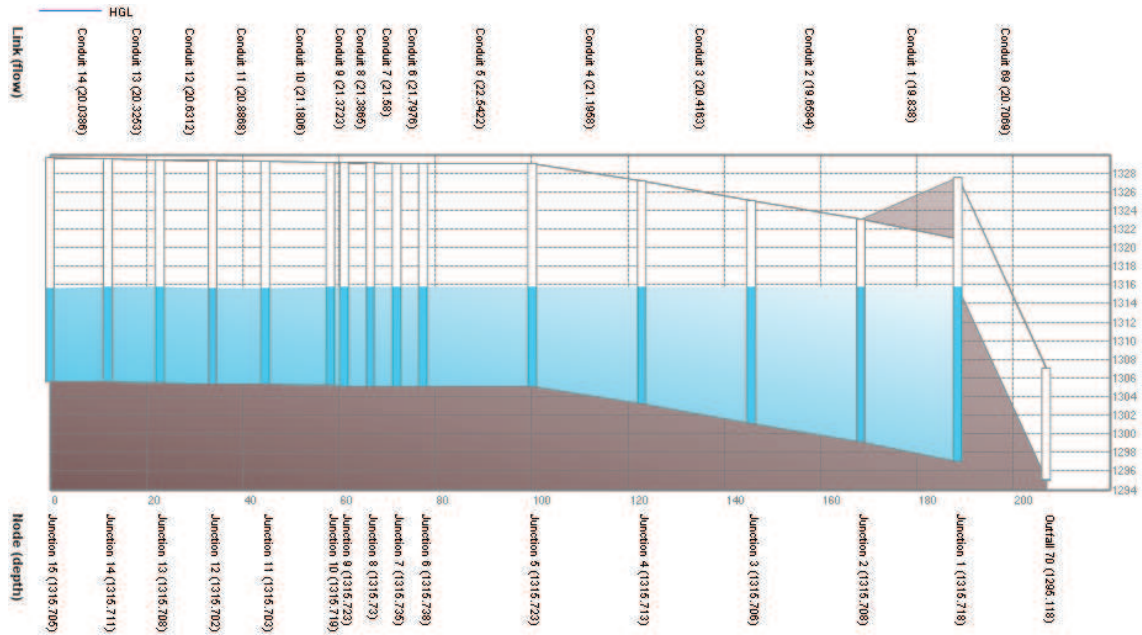 HGL
Link (flow)
Conduit 14 (20.0386)
Conduit 13 (20.3253)
Conduit 12 (20.6312)
Conduit 11 (20.8868)
Conduit 10 (21.1806)
Conduit 9 (21.3723)
Conduit 8 (21.3865)
Conduit 7 (21.58)
Conduit 6 (21.7976)
Conduit 5 (22.5422)
Conduit 4 (21.1958)
Conduit 3 (20.4163)
Conduit 2 (19.6584)
Conduit 1 (19.838)
Conduit 69 (20.7069)
1328
1326
1324
1322
1320
1318
1316
1314
1312
1310
1308
1306
1304
1302
1300
1298
1296
1294
0 20 40 60 80 100 120 140 160 180 200
Node (depth)
Junction 15 (1315.705)
Junction 14 (1315.711)
Junction 13 (1315.708)
Junction 12 (1315.702)
Junction 11 (1315.703)
Junction 10 (1315.719)
Junction 9 (1315.723)
Junction 8 (1315.73)
Junction 7 (1315.735)
Junction 6 (1315.738)
Junction 5 (1315.723)
Junction 4 (1315.713)
Junction 3 (1315.706)
Junction 2 (1315.708)
Junction 1 (1315.718)
Outfall 70 (1295.118)